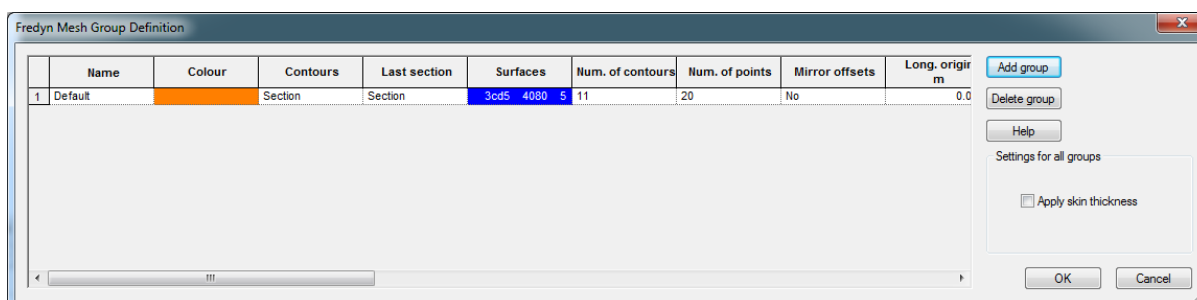 Fredyn Mesh Group Definition
Name Colour Contours Last section Surfaces Num. of contours Num. of points Mirror offsets Long. origin m
1 Default Section Section 3cd5 4080 5 11 20 No 0.0
Add group
Delete group
Help
Settings for all groups
Apply skin thickness
OK Cancel